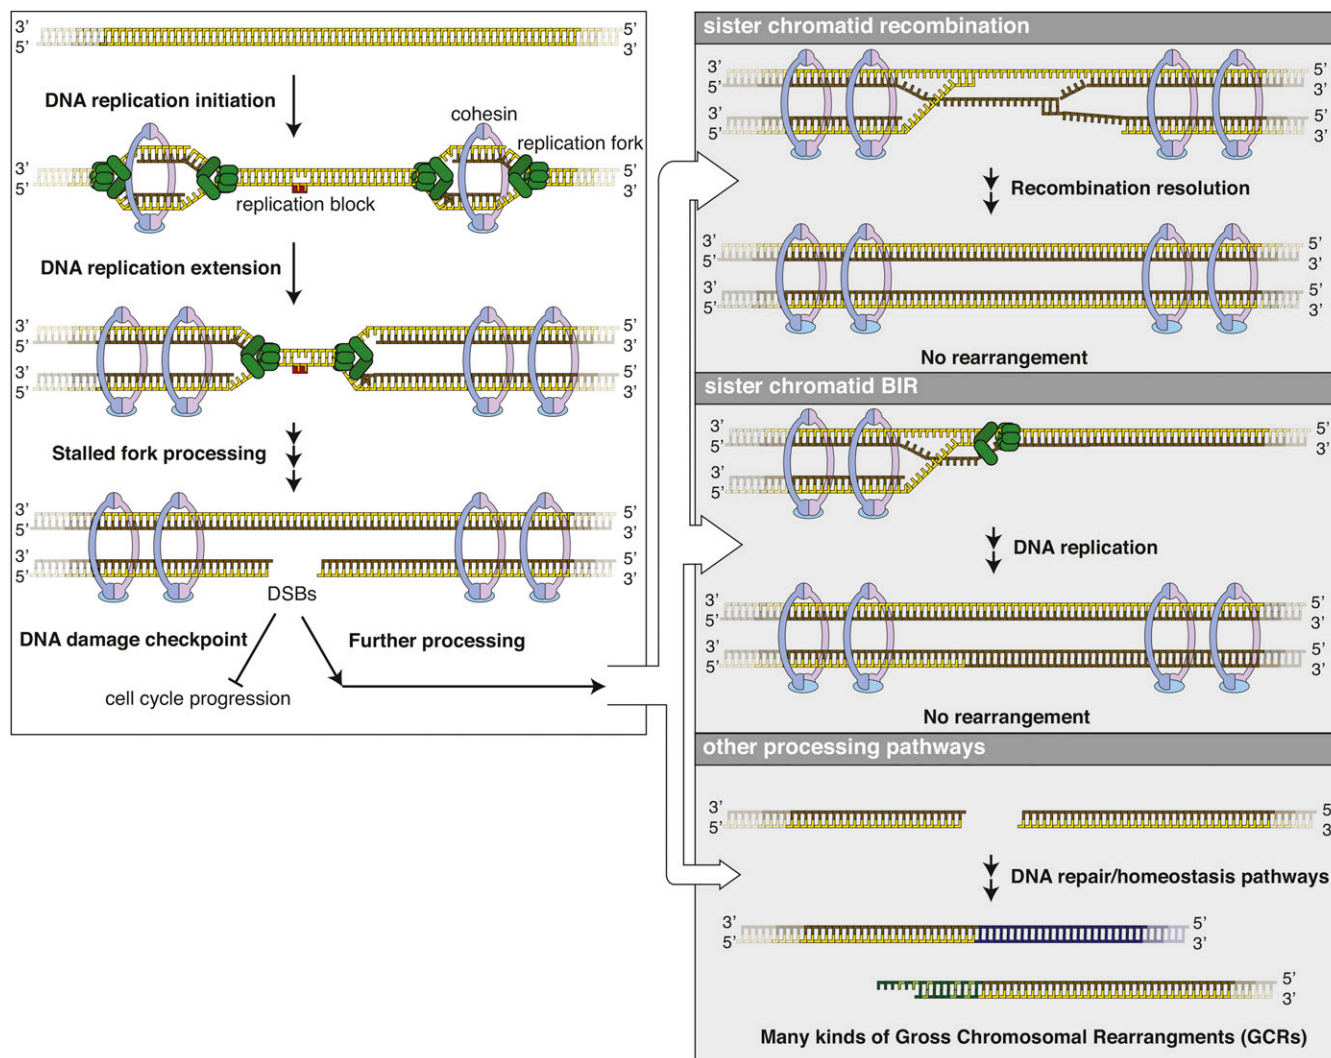 3’ 5’
5’ 3’
DNA replication initiation
cohesin
replication fork
3’ 5’
5’ 3’
replication block
DNA replication extension
3’ 5’
5’ 3’
3’ 5’
5’ 3’
Stalled fork processing
3’ 5’
5’ 3’
3’ 5’
5’ 3’
DSBs
DNA damage checkpoint Further processing
cell cycle progression
sister chromatid recombination
3’ 5’
5’ 3’
3’ 5’
5’ 3’
Recombination resolution
3’ 5’
5’ 3’
3’ 5’
5’ 3’
No rearrangement
sister chromatid BIR
3’ 5’
5’ 3’
3’
5’
DNA replication
3’ 5’
5’ 3’
3’ 5’
5’ 3’
No rearrangement
other processing pathways
3’ 5’
5’ 3’
DNA repair/homeostasis pathways
3’ 5’
5’ 3’
5’
3’
Many kinds of Gross Chromosomal Rearrangments (GCRs)